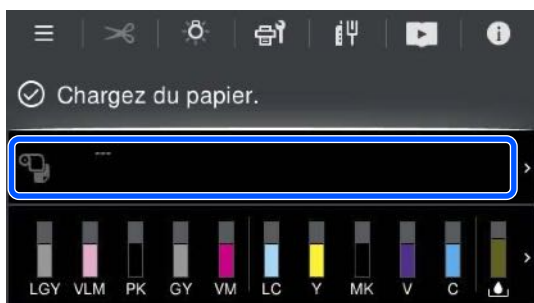 Chargez du papier.
---
LGY VLM PK GY VM LC Y MK V C